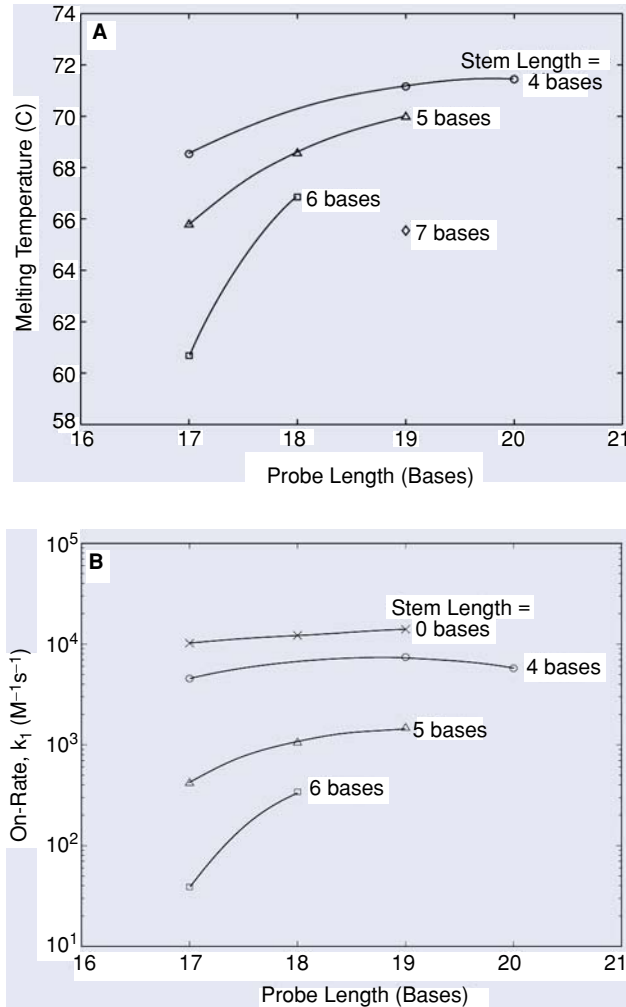 A
74
72
70
68
66
64
62
60
58
Melting Temperature (C)
Stem Length =
4 bases
5 bases
6 bases
7 bases
16 17 18 19 20 21
Probe Length (Bases)
B
10⁵
10⁴
10³
10²
10¹
On-Rate, k₁ (M⁻¹s⁻¹)
Stem Length =
0 bases
4 bases
5 bases
6 bases
16 17 18 19 20 21
Probe Length (Bases)